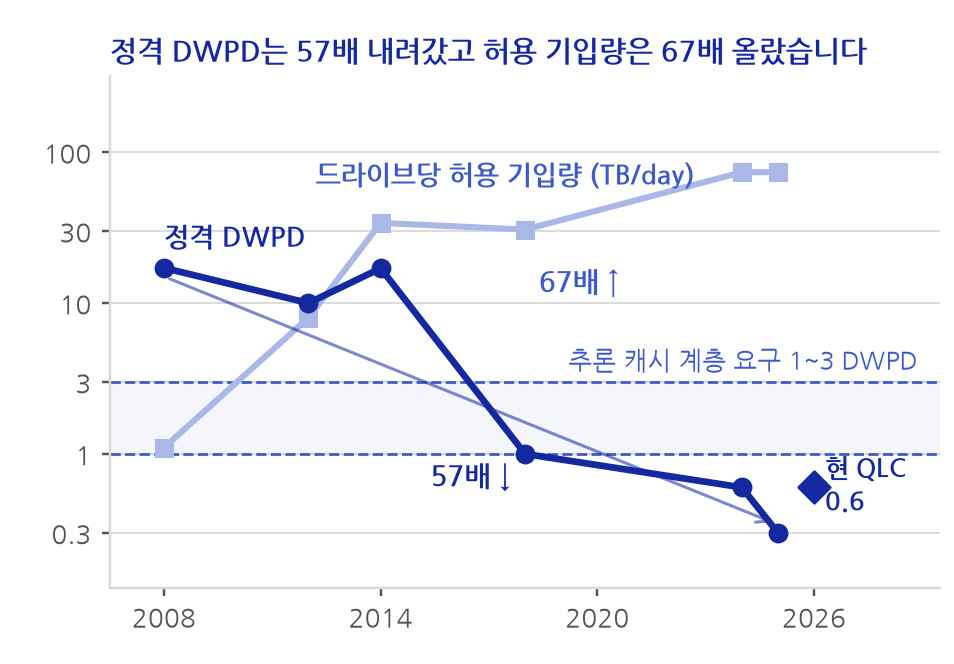 정격 DWPD는 57배 내려갔고 허용 기입량은 67배 올랐습니다
100
드라이브당 허용 기입량 (TB/day)
30
정격 DWPD
67배 ↑
10
추론 캐시 계층 요구 1~3 DWPD
3
1
현 QLC
0.6
57배 ↓
0.3
2008
2014
2020
2026